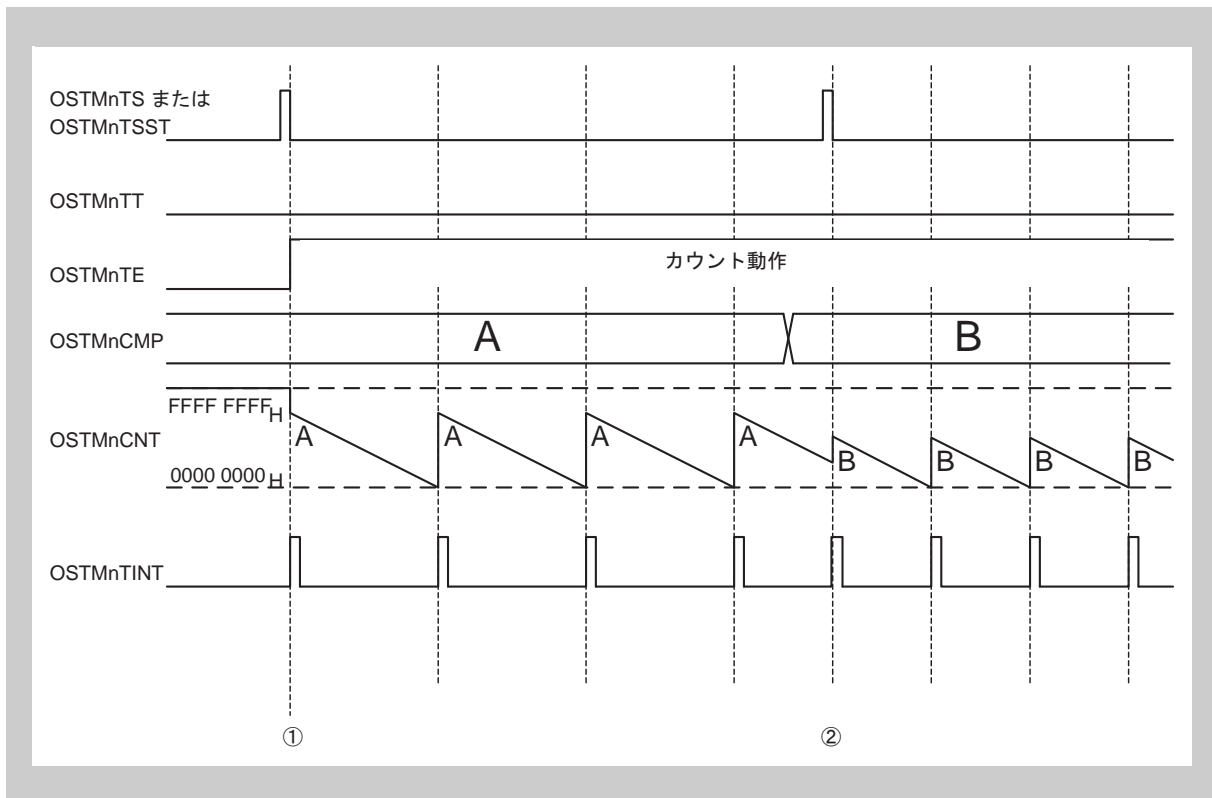 OSTMnTS または
OSTMnTSST
OSTMnTT
OSTMnTE
カウント動作
OSTMnCMP
A
B
FFFF FFFFH
OSTMnCNT
A
A
A
A
B
B
B
B
0000 0000H
OSTMnTINT
①
②